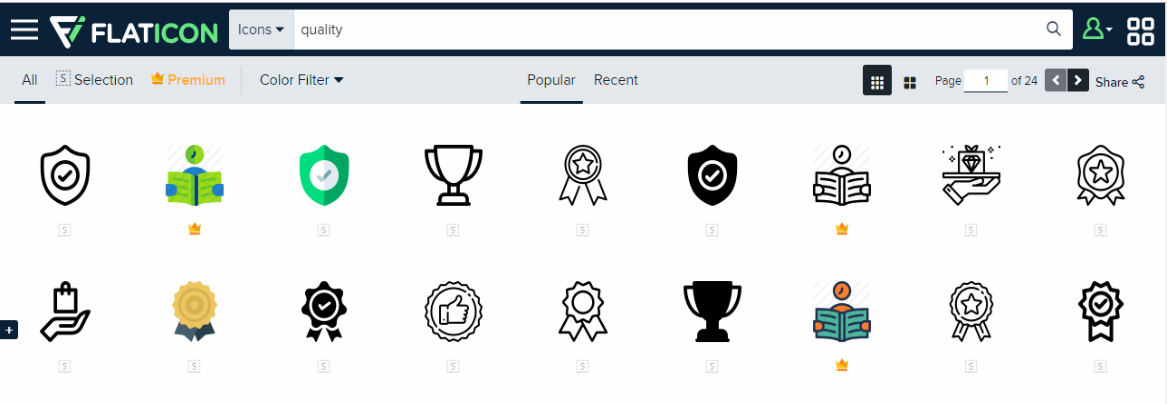 FLATICON Icons quality
All S Selection Premium Color Filter Popular Recent Page 1 of 24 Share
S S S S S S S
S S S S S S S S